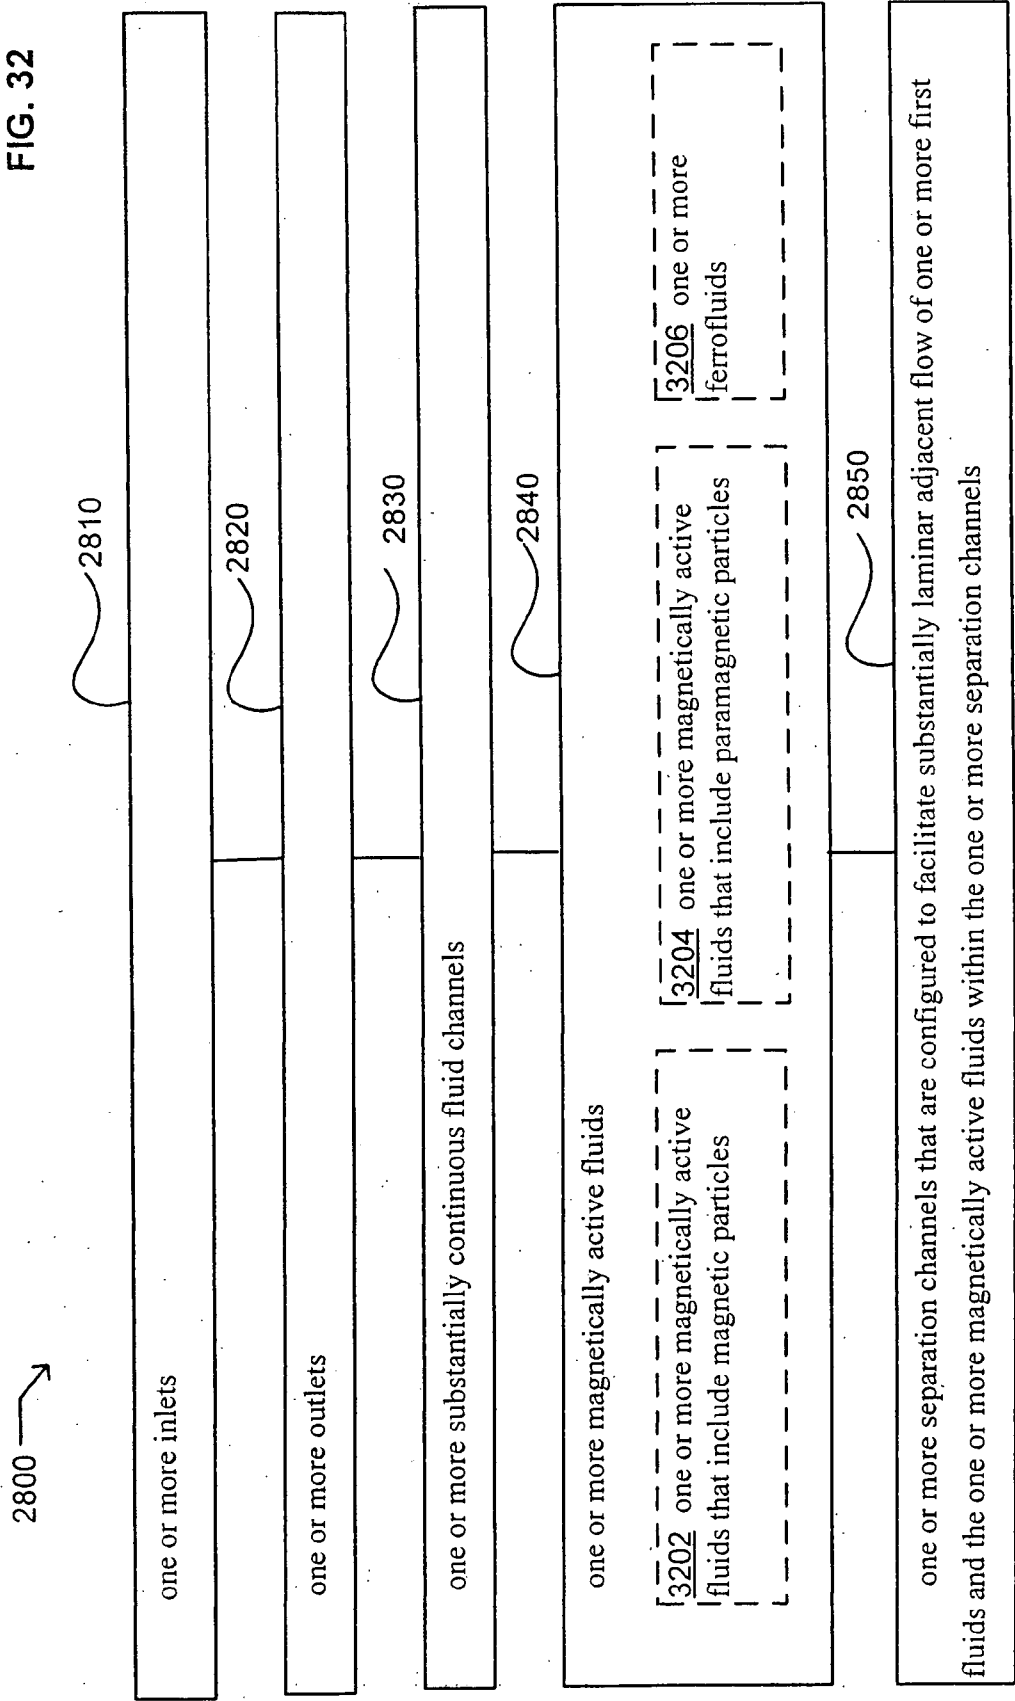 FIG. 32
2800
2810
one or more inlets
2820
one or more outlets
2830
one or more substantially continuous fluid channels
2840
one or more magnetically active fluids
3202 one or more magnetically active
fluids that include magnetic particles
3204 one or more magnetically active
fluids that include paramagnetic particles
3206 one or more
ferrofluids
2850
one or more separation channels that are configured to facilitate substantially laminar adjacent flow of one or more first
fluids and the one or more magnetically active fluids within the one or more separation channels